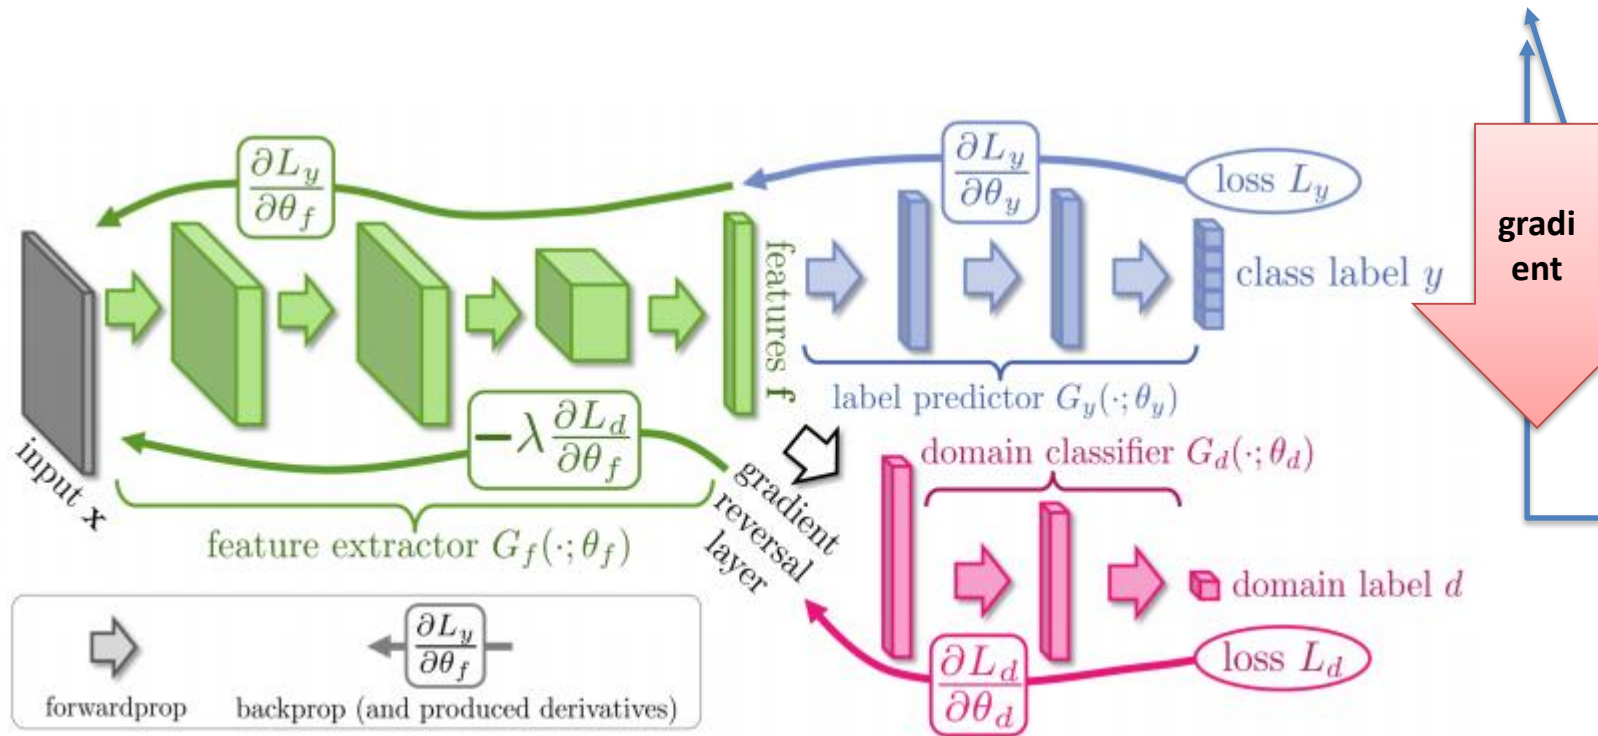 ∂L_y
∂θ_f
∂L_y
∂θ_y
loss L_y
gradi
ent
features f
class label y
label predictor G_y(·; θ_y)
input x
−λ ∂L_d
∂θ_f
feature extractor G_f(·; θ_f)
gradient
reversal
layer
domain classifier G_d(·; θ_d)
domain label d
∂L_d
∂θ_d
loss L_d
∂L_y
∂θ_f
forwardprop
backprop (and produced derivatives)